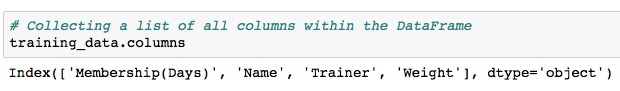 # Collecting a list of all columns within the DataFrame
training_data.columns
Index(['Membership(Days)', 'Name', 'Trainer', 'Weight'], dtype='object')